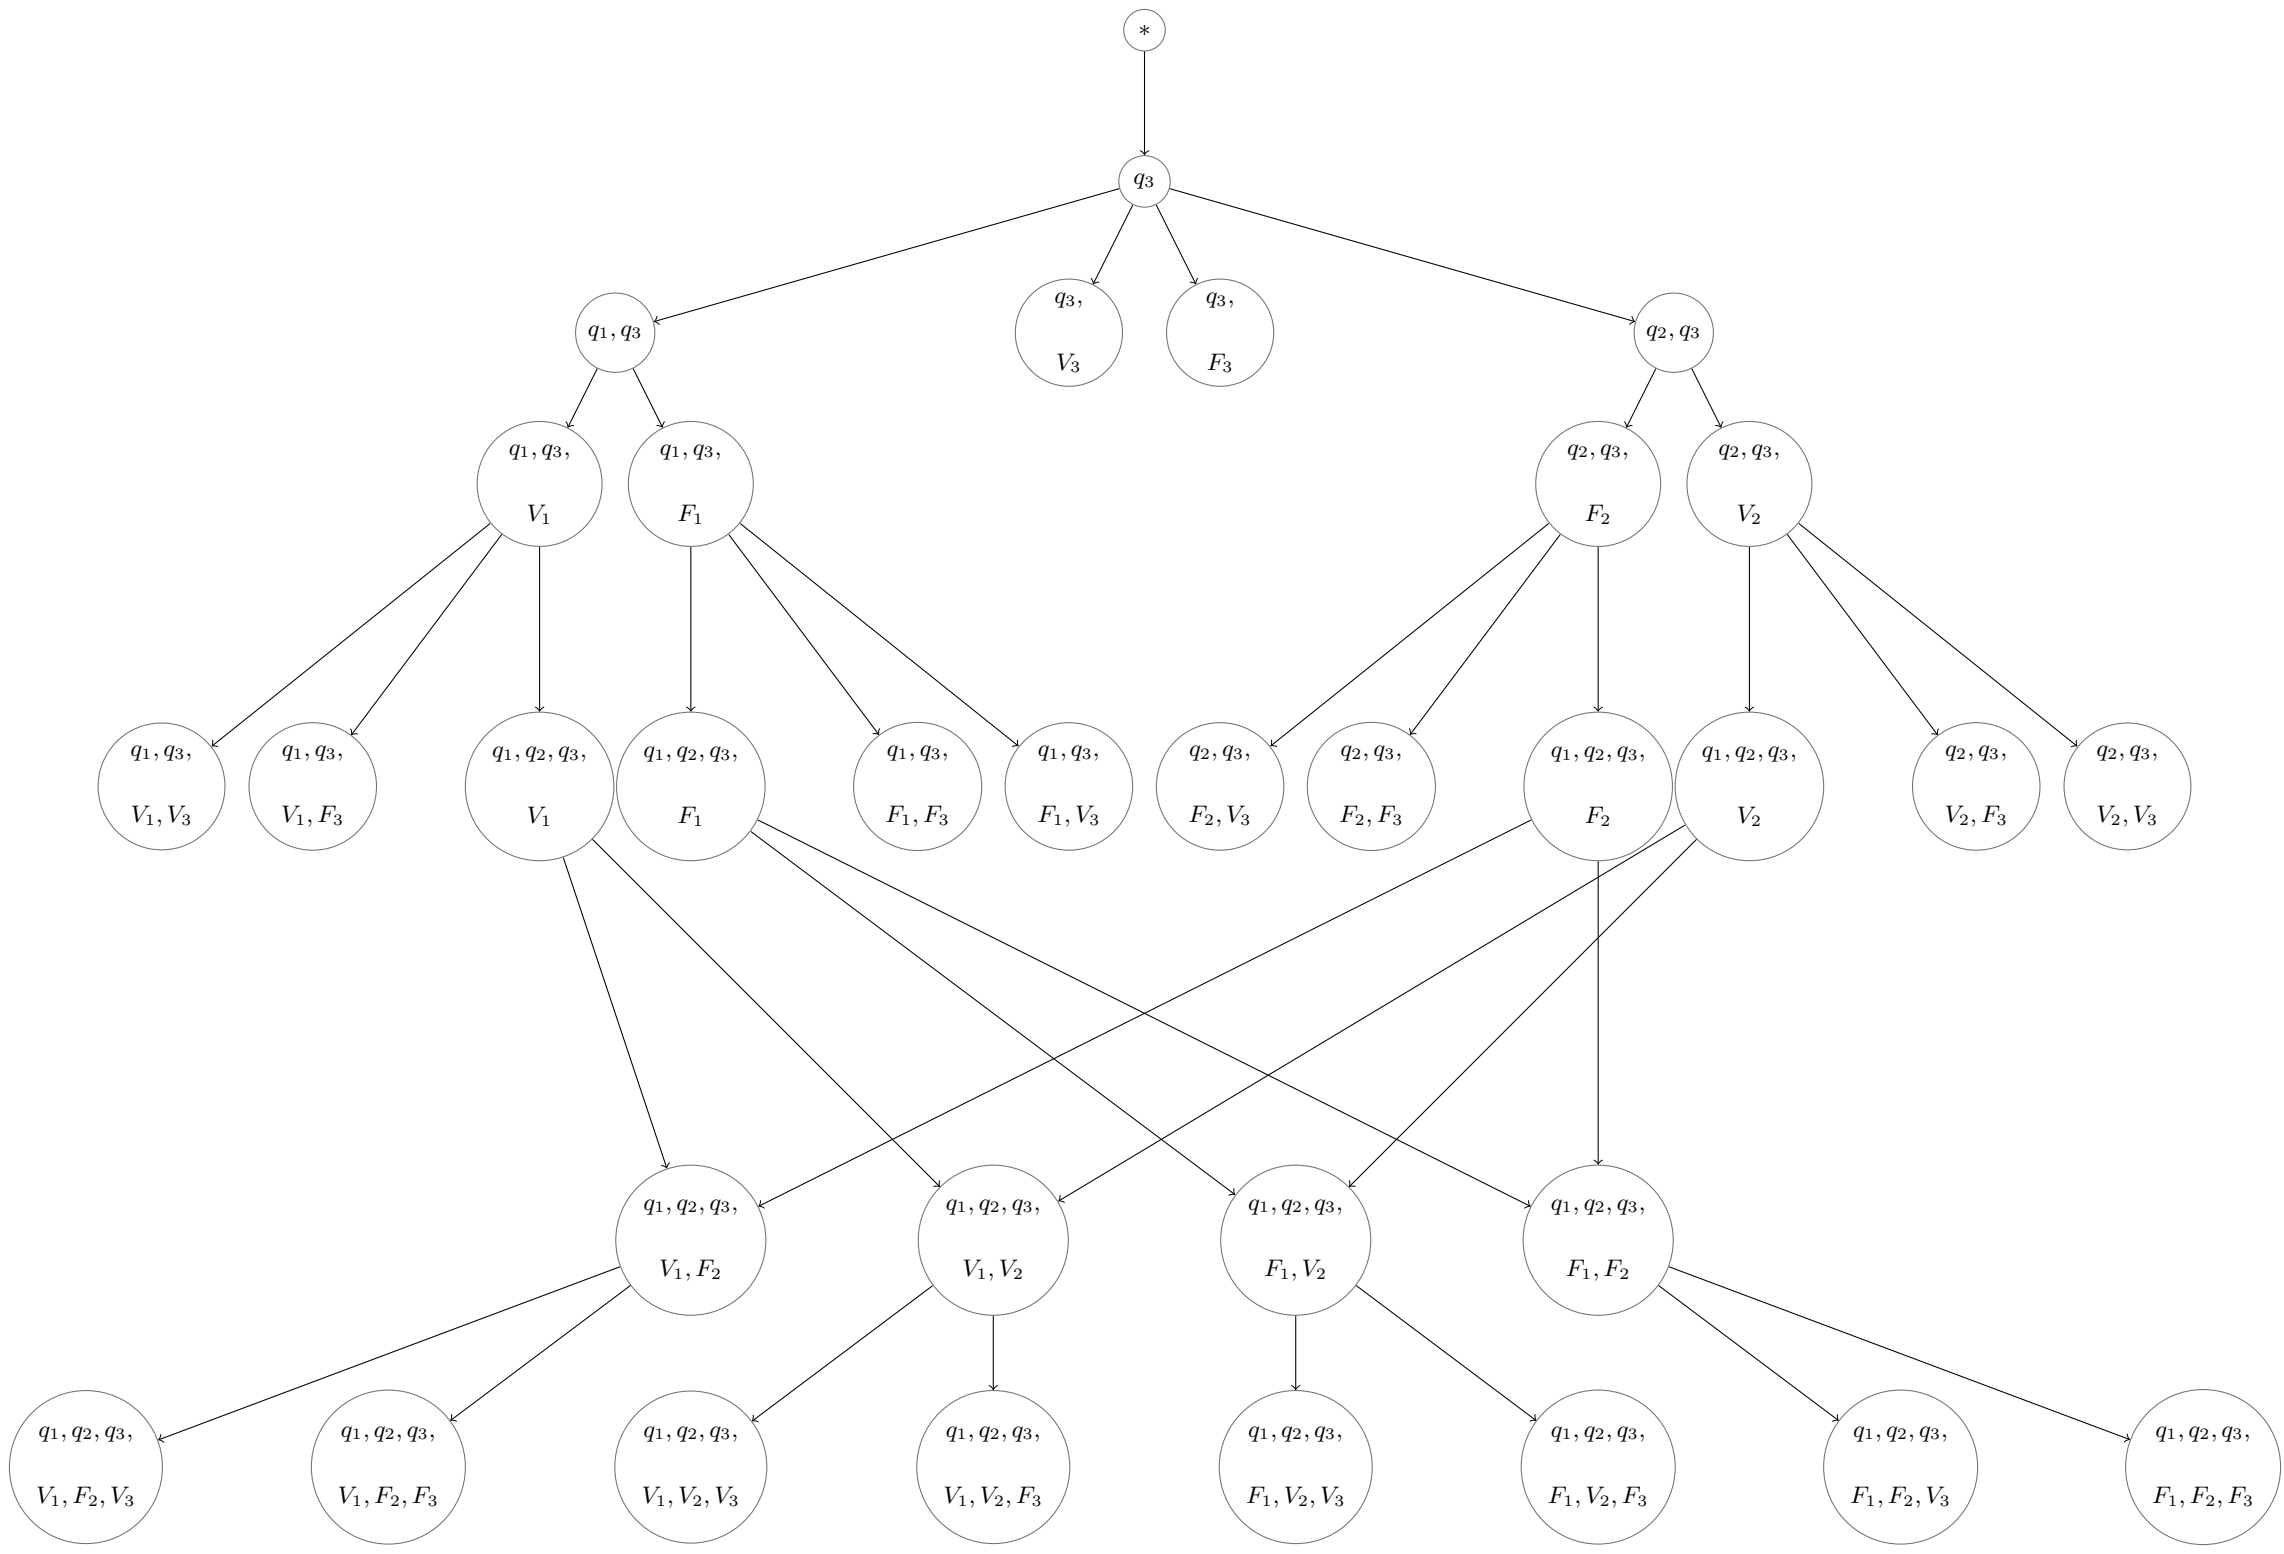 *
q₃
q₁, q₃
q₃,
V₃
q₃,
F₃
q₂, q₃
q₁, q₃,
V₁
q₁, q₃,
F₁
q₂, q₃,
F₂
q₂, q₃,
V₂
q₁, q₃,
V₁, V₃
q₁, q₃,
V₁, F₃
q₁, q₂, q₃,
V₁
q₁, q₂, q₃,
F₁
q₁, q₃,
F₁, F₃
q₁, q₃,
F₁, V₃
q₂, q₃,
F₂, V₃
q₂, q₃,
F₂, F₃
q₁, q₂, q₃,
F₂
q₁, q₂, q₃,
V₂
q₂, q₃,
V₂, F₃
q₂, q₃,
V₂, V₃
q₁, q₂, q₃,
V₁, F₂
q₁, q₂, q₃,
V₁, V₂
q₁, q₂, q₃,
F₁, V₂
q₁, q₂, q₃,
F₁, F₂
q₁, q₂, q₃,
V₁, F₂, V₃
q₁, q₂, q₃,
V₁, F₂, F₃
q₁, q₂, q₃,
V₁, V₂, V₃
q₁, q₂, q₃,
V₁, V₂, F₃
q₁, q₂, q₃,
F₁, V₂, V₃
q₁, q₂, q₃,
F₁, V₂, F₃
q₁, q₂, q₃,
F₁, F₂, V₃
q₁, q₂, q₃,
F₁, F₂, F₃